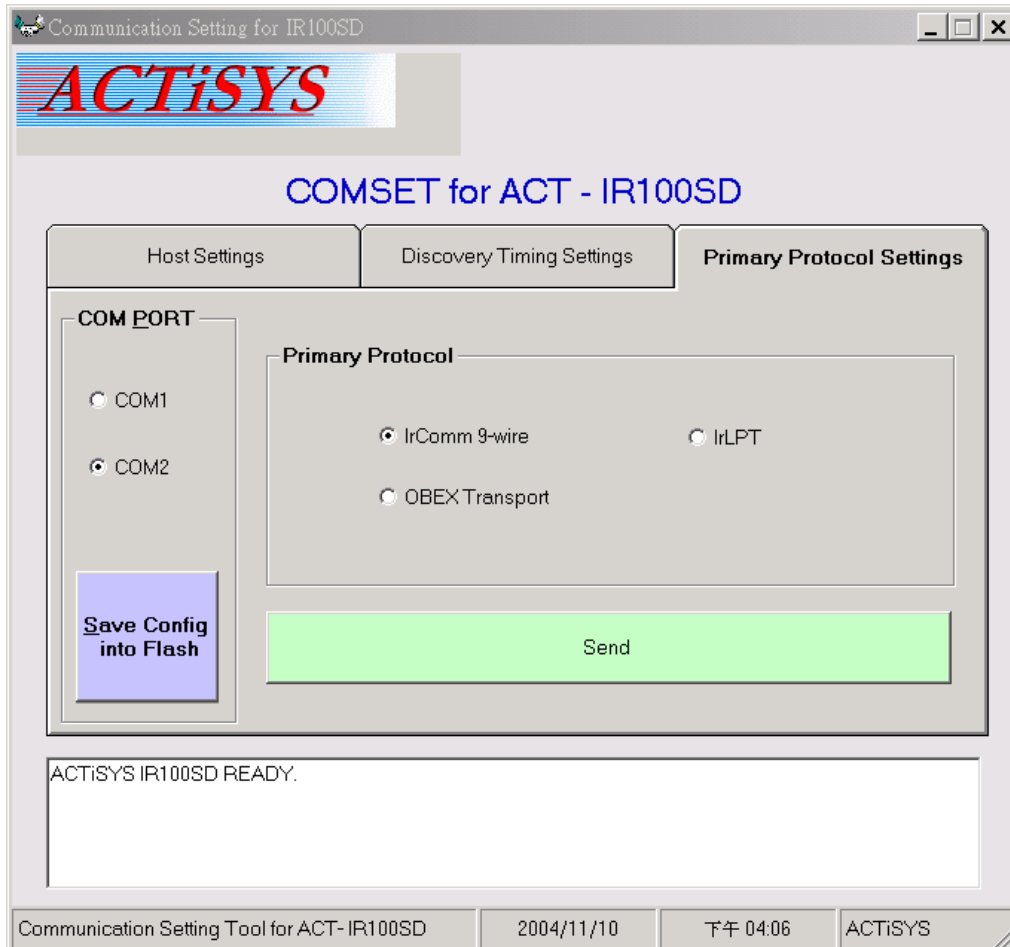 Communication Setting for IR100SD
ACTiSYS
COMSET for ACT - IR100SD
Host Settings
Discovery Timing Settings
Primary Protocol Settings
COM PORT
COM1
COM2
Save Config
into Flash
Primary Protocol
IrComm 9-wire
IrLPT
OBEX Transport
Send
ACTiSYS IR100SD READY.
Communication Setting Tool for ACT- IR100SD
2004/11/10
下午 04:06
ACTiSYS